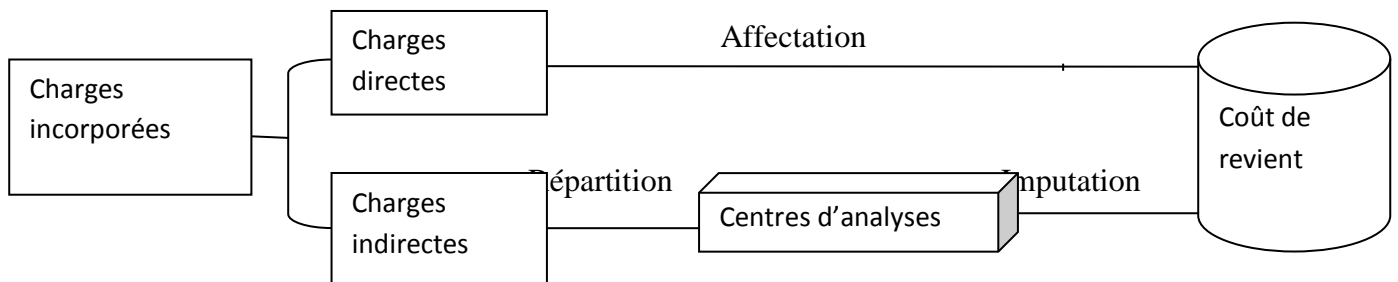 Charges
directes
Affectation
Charges
incorporées
Coût de
revient
Répartition
Imputation
Charges
indirectes
Centres d'analyses